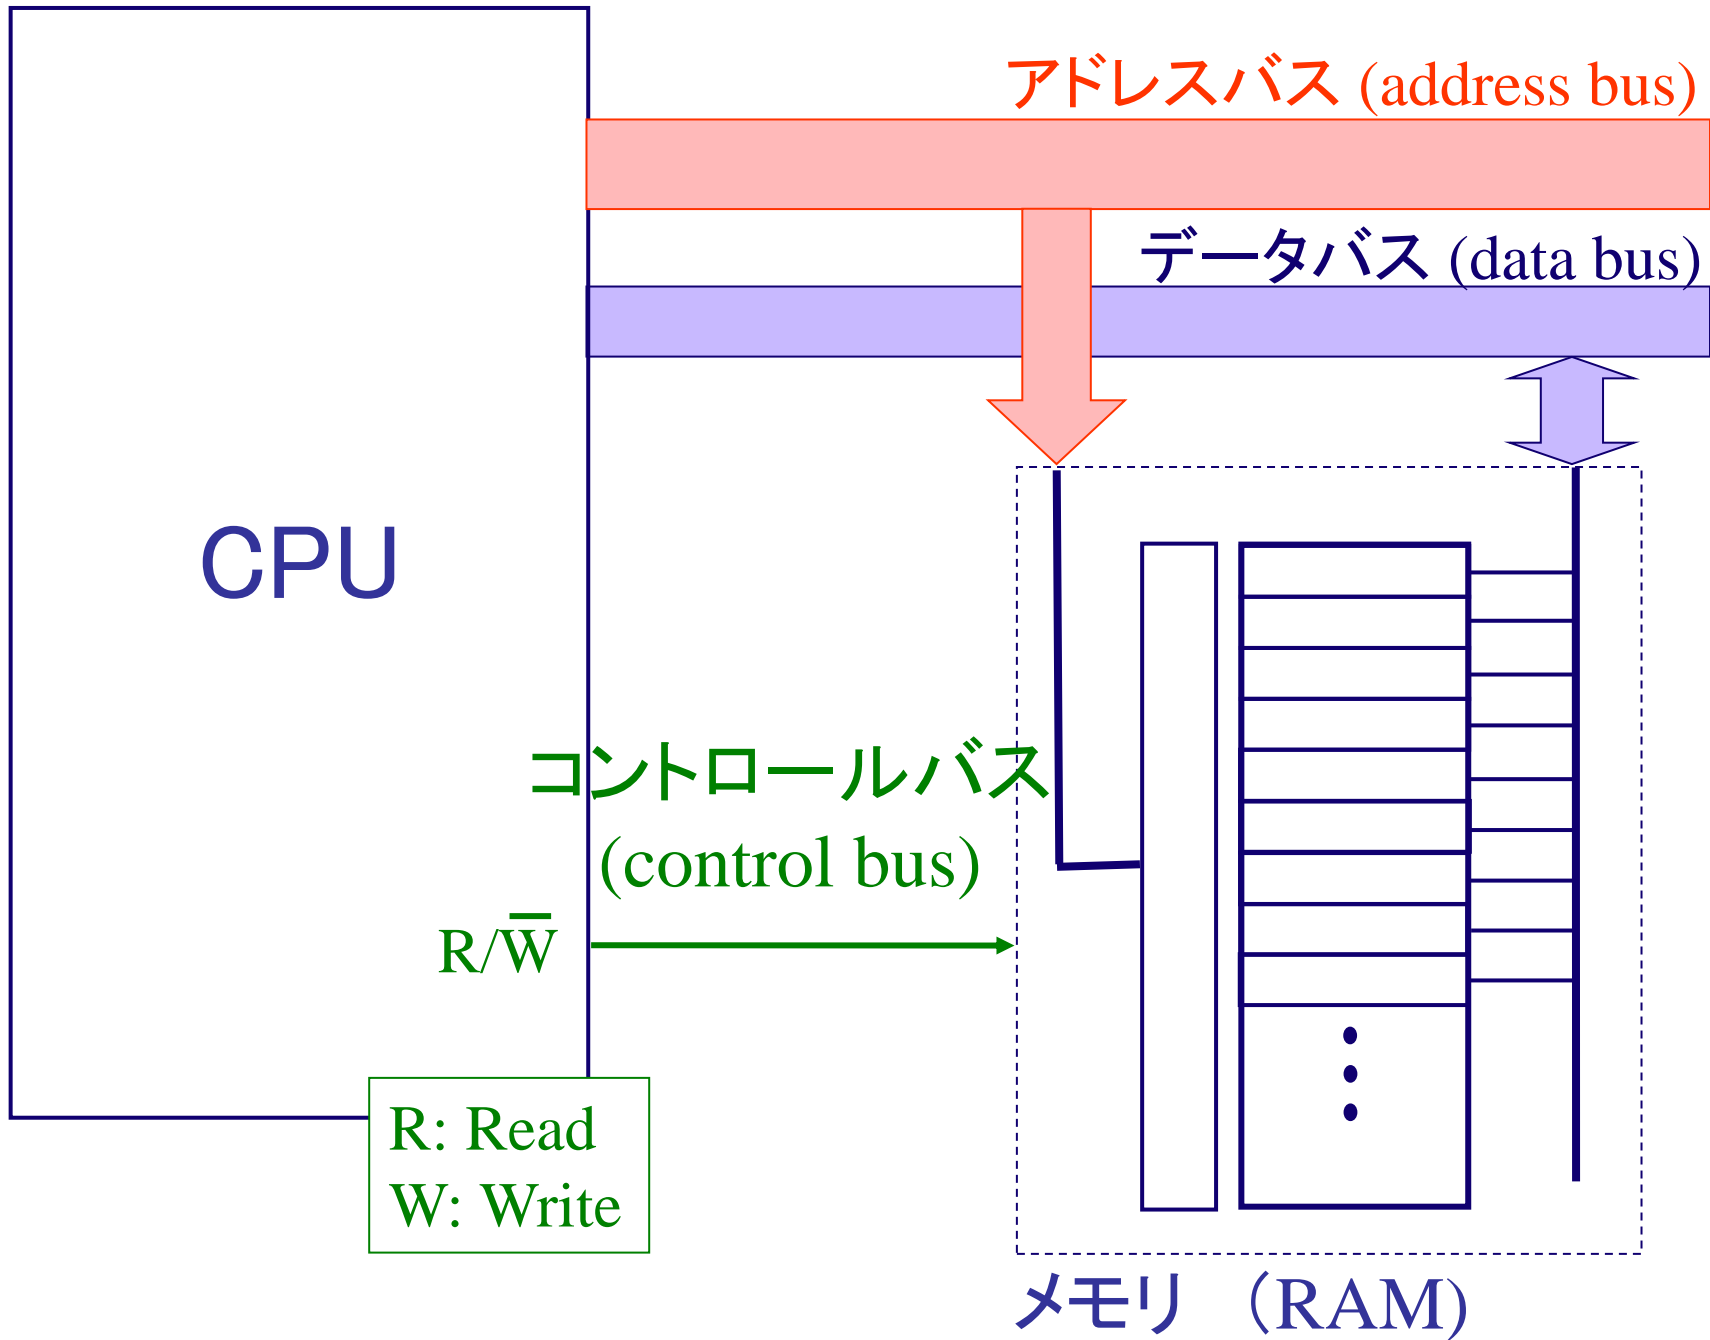 アドレスバス (address bus)
データバス (data bus)
CPU
コントロールバス
(control bus)
R/W̅
R: Read
W: Write
メモリ （RAM)